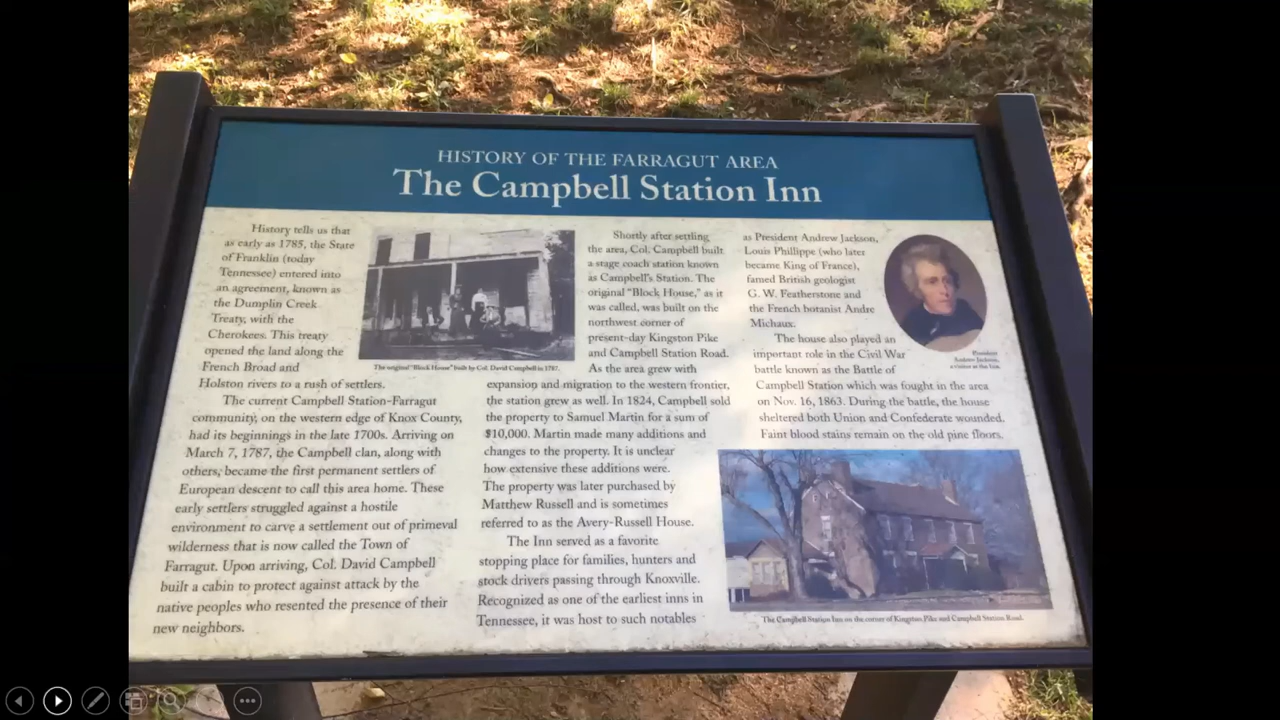 HISTORY OF THE FARRAGUT AREA
The Campbell Station Inn
History tells us that
as early as 1785, the State
of Franklin (today
Tennessee) entered into
an agreement, known as
the Dumplin Creek
Treaty, with the
Cherokees. This treaty
opened the land along the
French Broad and
Holston rivers to a rush of settlers.
The current Campbell Station-Farragut
community, on the western edge of Knox County,
had its beginnings in the late 1700s. Arriving on
March 7, 1787, the Campbell clan, along with
others, became the first permanent settlers of
European descent to call this area home. These
early settlers struggled against a hostile
environment to carve a settlement out of primeval
wilderness that is now called the Town of
Farragut. Upon arriving, Col. David Campbell
built a cabin to protect against attack by the
native peoples who resented the presence of their
new neighbors.
The original "Block House" built by Col. David Campbell in 1787.
Shortly after settling
the area, Col. Campbell built
a stage coach station known
as Campbell's Station. The
original "Block House," as it
was called, was built on the
northwest corner of
present-day Kingston Pike
and Campbell Station Road.
As the area grew with
expansion and migration to the western frontier,
the station grew as well. In 1824, Campbell sold
the property to Samuel Martin for a sum of
$10,000. Martin made many additions and
changes to the property. It is unclear
how extensive these additions were.
The property was later purchased by
Matthew Russell and is sometimes
referred to as the Avery-Russell House.
The Inn served as a favorite
stopping place for families, hunters and
stock drivers passing through Knoxville.
Recognized as one of the earliest inns in
Tennessee, it was host to such notables
as President Andrew Jackson,
Louis Phillippe (who later
became King of France),
famed British geologist
G. W. Featherstone and
the French botanist Andre
Michaux.
President
Andrew Jackson,
a visitor at the Inn.
The house also played an
important role in the Civil War
battle known as the Battle of
Campbell Station which was fought in the area
on Nov. 16, 1863. During the battle, the house
sheltered both Union and Confederate wounded.
Faint blood stains remain on the old pine floors.
The Campbell Station Inn on the corner of Kingston Pike and Campbell Station Road.